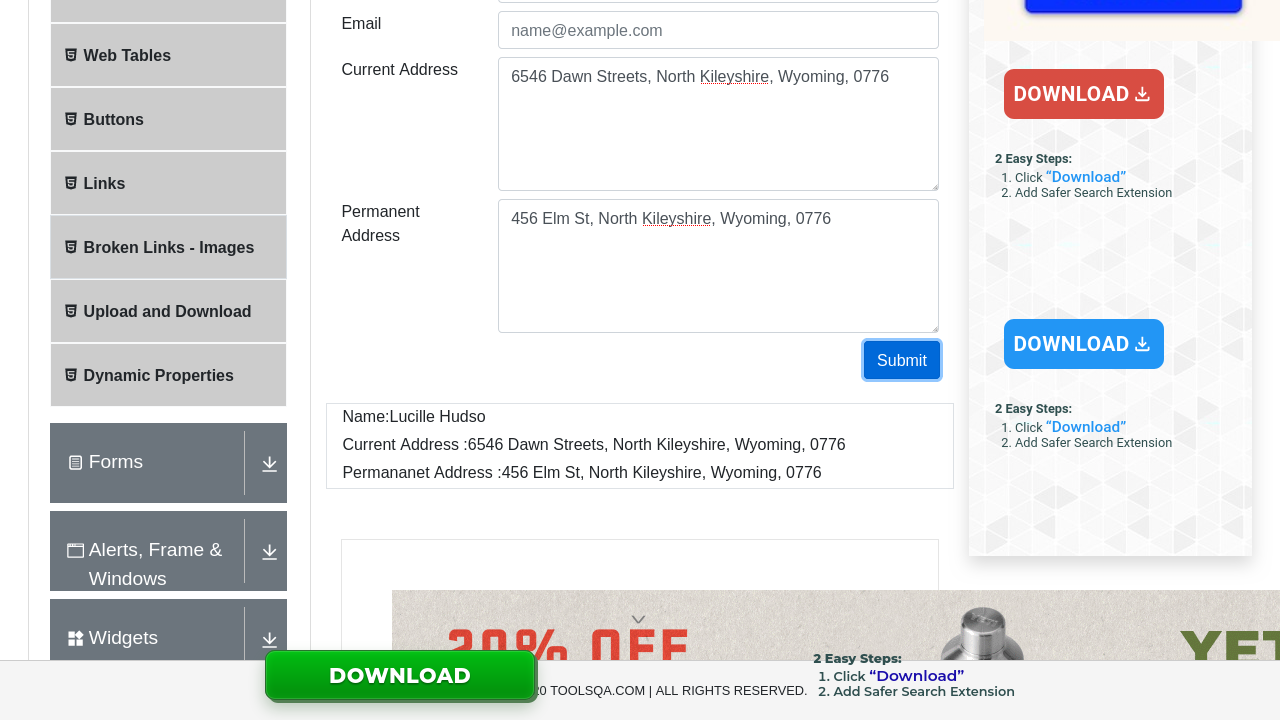 Email
name@example.com
Web Tables
Current Address
6546 Dawn Streets, North Kileyshire, Wyoming, 0776
Buttons
Links
Permanent
Address
456 Elm St, North Kileyshire, Wyoming, 0776
Broken Links - Images
Upload and Download
Submit
Dynamic Properties
Name:Lucille Hudso
Current Address :6546 Dawn Streets, North Kileyshire, Wyoming, 0776
Permananet Address :456 Elm St, North Kileyshire, Wyoming, 0776
Forms
Alerts, Frame &
Windows
Widgets
DOWNLOAD
2 Easy Steps:
1. Click “Download”
2. Add Safer Search Extension
DOWNLOAD
2 Easy Steps:
1. Click “Download”
2. Add Safer Search Extension
20% OFF
YET
DOWNLOAD
20 TOOLSQA.COM | ALL RIGHTS RESERVED.
2 Easy Steps:
1. Click “Download”
2. Add Safer Search Extension